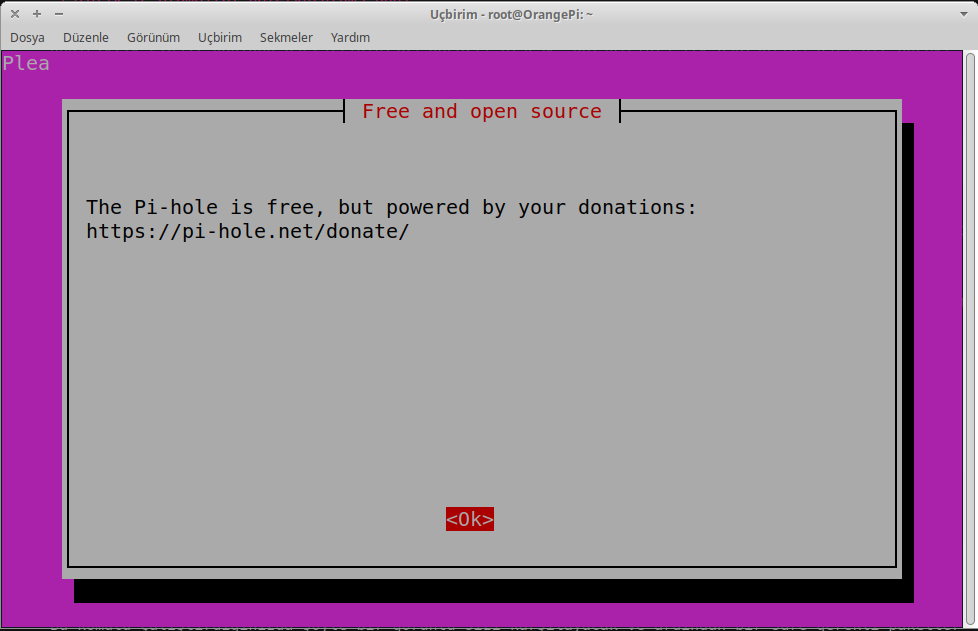 Uçbirim - root@OrangePi: ~
Dosya Düzenle Görünüm Uçbirim Sekmeler Yardım
Plea
Free and open source
The Pi-hole is free, but powered by your donations:
https://pi-hole.net/donate/
<Ok>